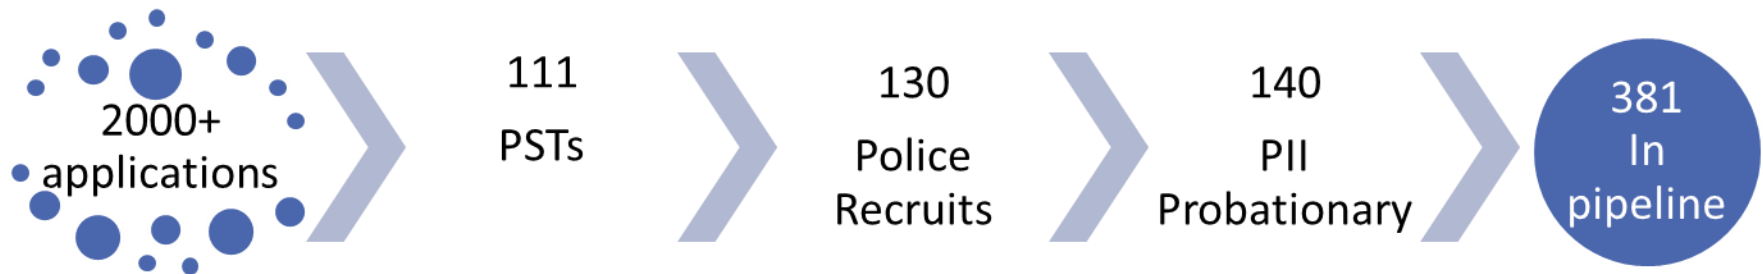 2000+
applications
111
PSTs
130
Police
Recruits
140
PII
Probationary
381
In
pipeline